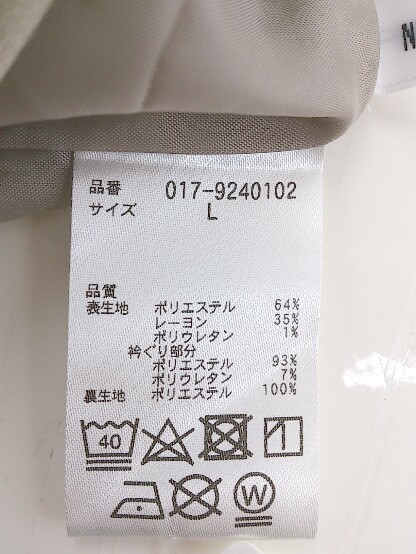 N
品番 017-9240102
サイズ L
品質
表生地 ポリエステル 64%
レーヨン 35%
ポリウレタン 1%
衿ぐり部分
ポリエステル 93%
ポリウレタン 7%
裏生地 ポリエステル 100%
40
W